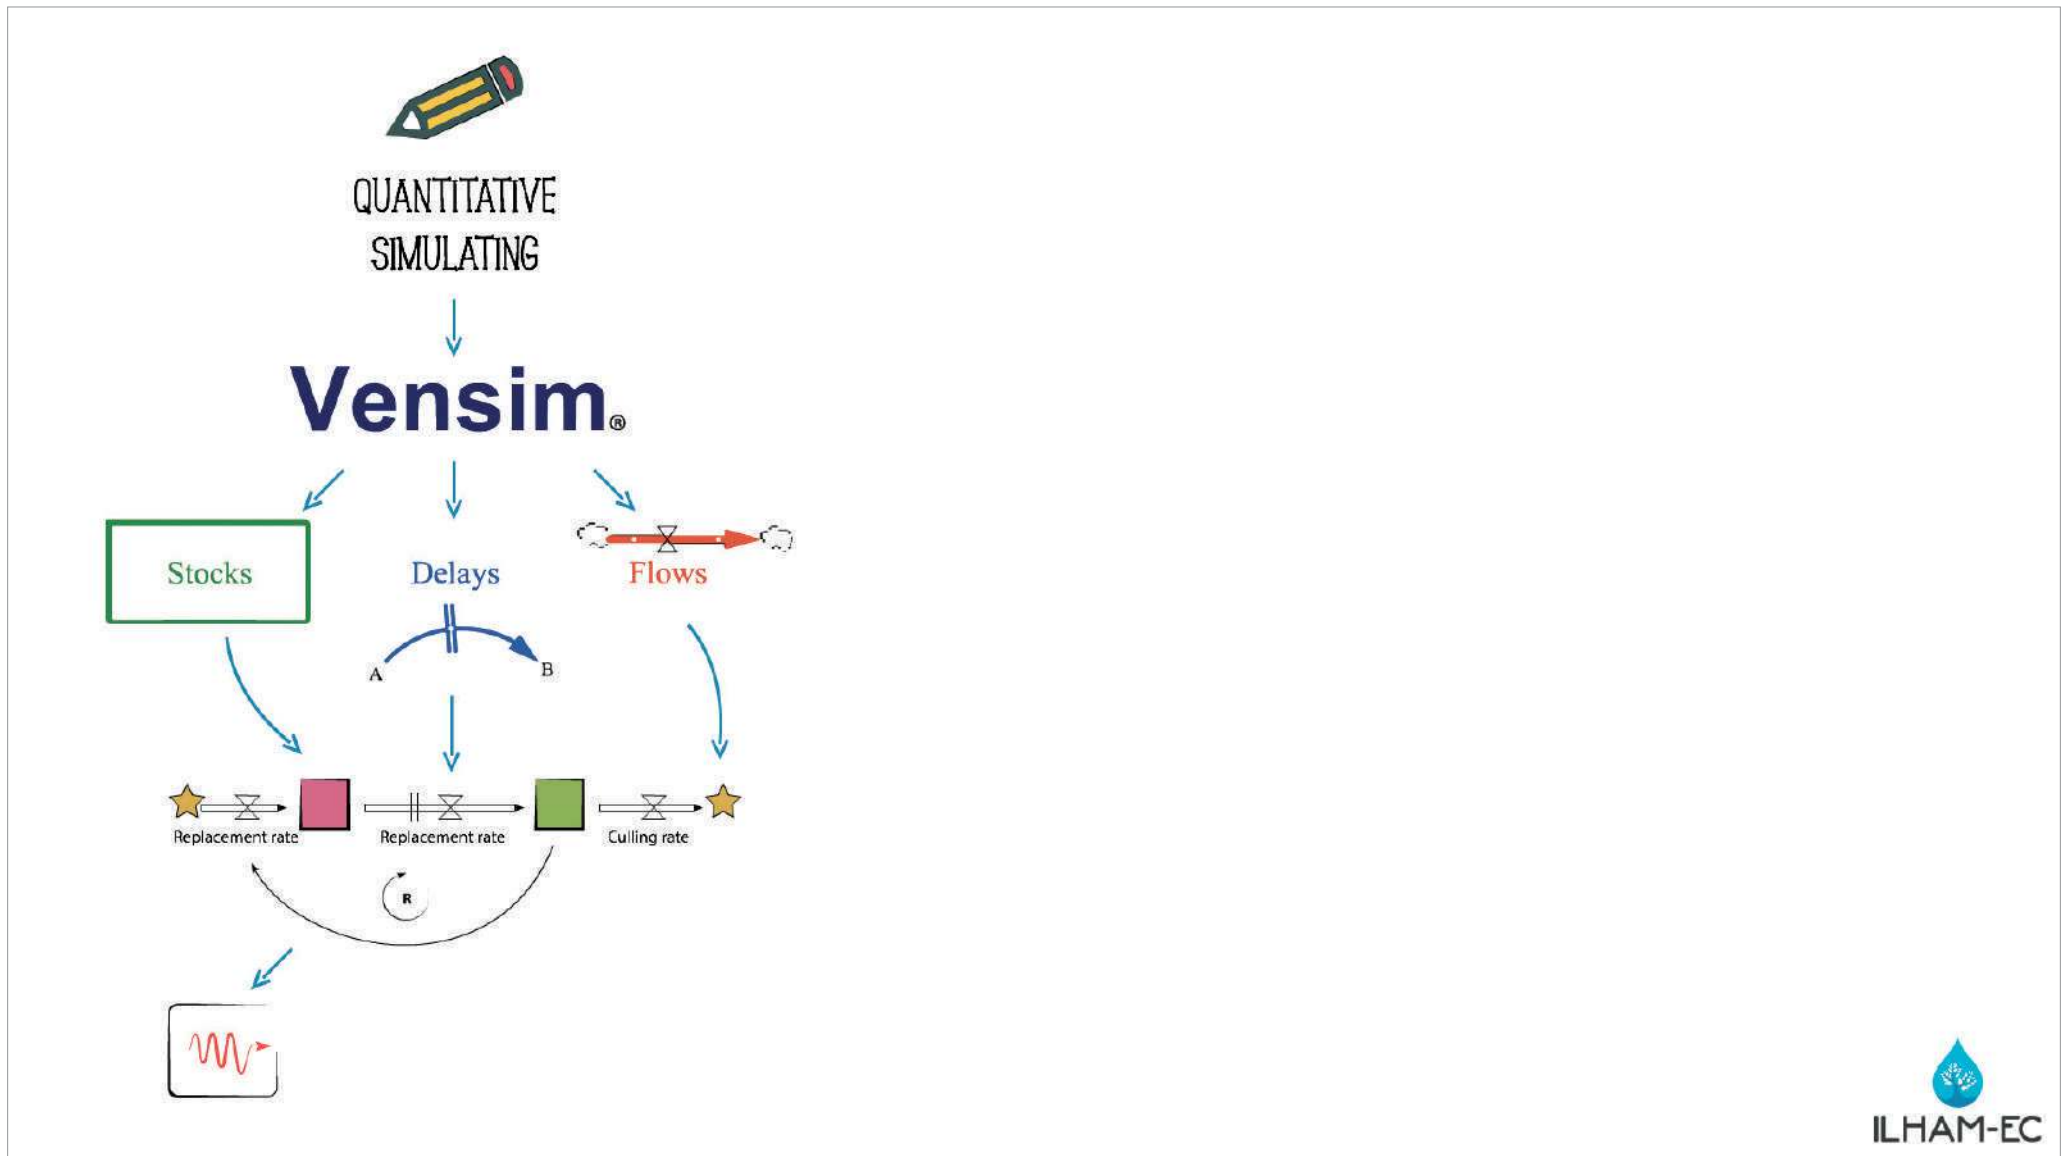 QUANTITATIVE
SIMULATING
Vensim®
Stocks
Delays
Flows
A
B
Replacement rate
Replacement rate
Culling rate
R
ILHAM-EC